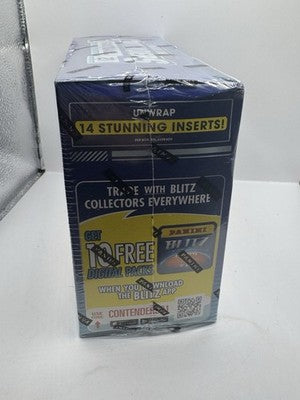 UNWRAP
14 STUNNING INSERTS!
TRADE WITH BLITZ
COLLECTORS EVERYWHERE
GET
10 FREE
DIGITAL PACKS
PANINI
BLITZ
WHEN YOU DOWNLOAD
THE BLITZ APP
CONTENDERS